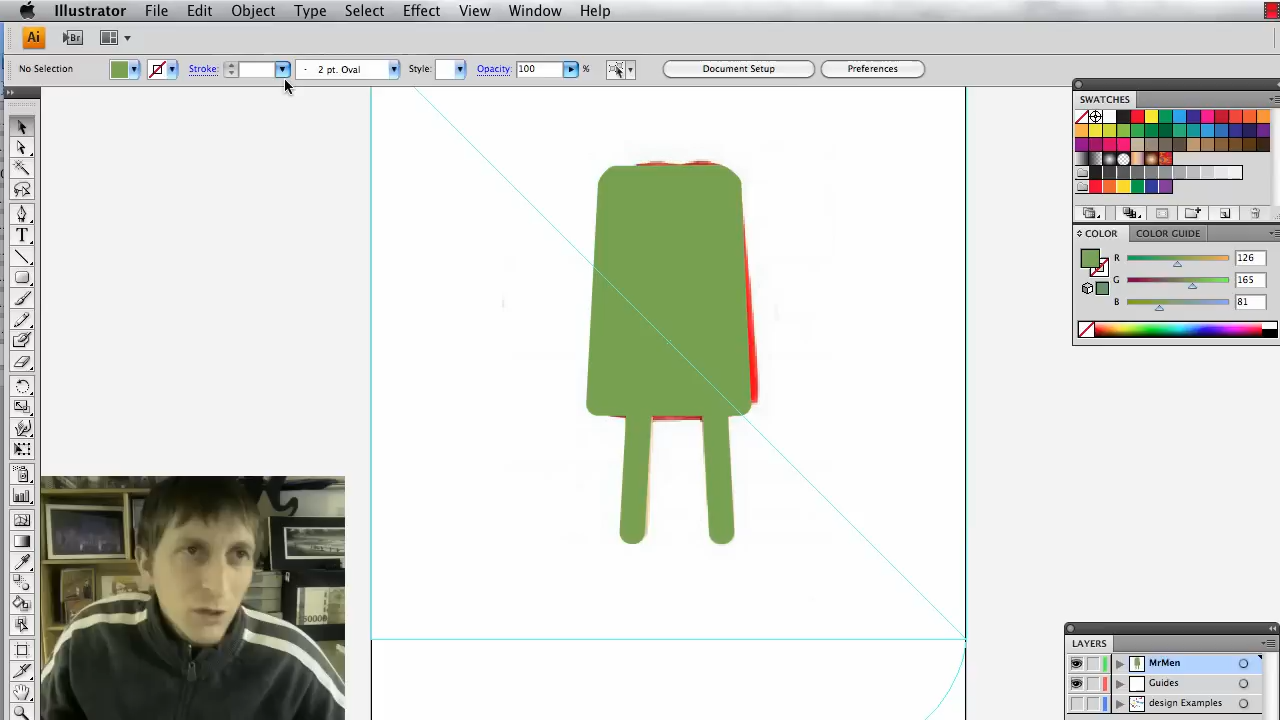 Illustrator File Edit Object Type Select Effect View Window Help
Ai Br
No Selection Stroke: 2 pt. Oval Style: Opacity: 100 % Document Setup Preferences
SWATCHES
COLOR COLOR GUIDE
R 126
G 165
B 81
T
LAYERS
MrMen
Guides
design Examples